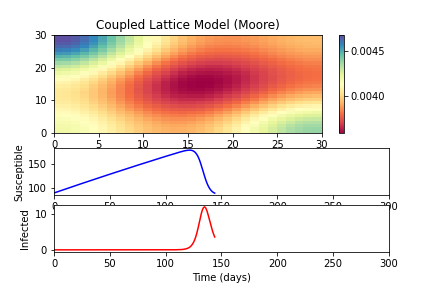 Coupled Lattice Model (Moore)
30
20
10
0
0 5 10 15 20 25 30
0.0045
0.0040
Susceptible
150
100
0 50 100 150 200 250 300
Infected
10
0
0 50 100 150 200 250 300
Time (days)